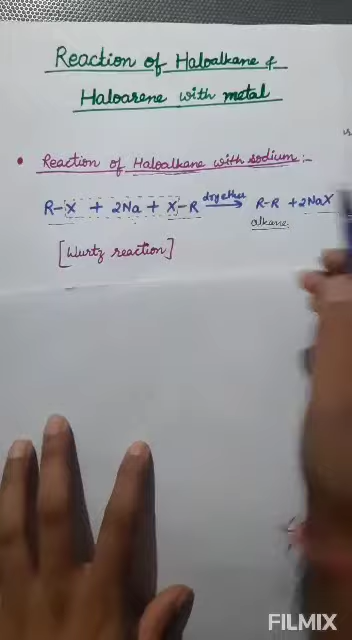 Reaction of Haloalkane &
Haloarene with metal
• Reaction of Haloalkane with sodium:-
R-X + 2Na + X-R dry ether → R-R + 2NaX
alkane
[Wurtz reaction]
FILMIX